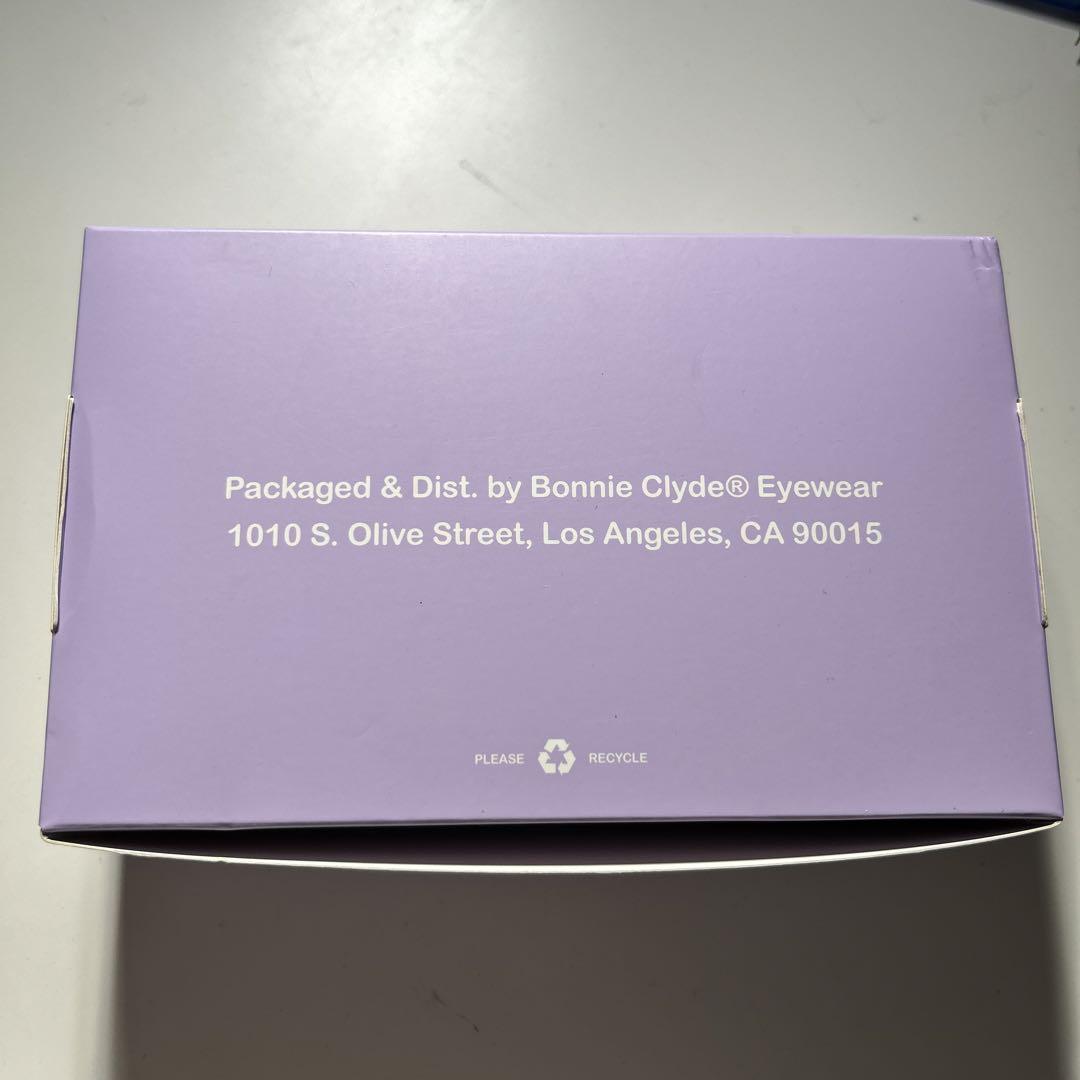 Packaged & Dist. by Bonnie Clyde® Eyewear
1010 S. Olive Street, Los Angeles, CA 90015
PLEASE RECYCLE